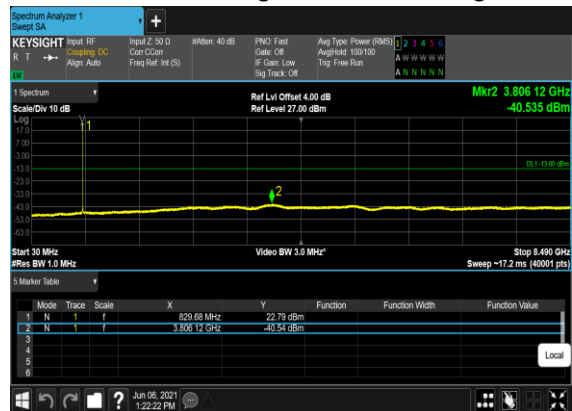 Spectrum Analyzer 1
Swept SA
KEYSIGHT Input: RF Input Z: 50 Ω #Atten: 40 dB PNO: Fast Avg Type: Power (RMS) 1 2 3 4 5 6
R T Coupling: DC Corr CCorr Gate: Off Avg|Hold: 100/100 A W W W W W
Align: Auto Freq Ref: Int (S) IF Gain: Low Trig: Free Run
LXI Sig Track: Off A N N N N N
1 Spectrum Ref Lvl Offset 4.00 dB Mkr2 3.806 12 GHz
Scale/Div 10 dB Ref Level 27.00 dBm -40.535 dBm
Log
17.0 1
7.00
-3.00
-13.0 DL1 -13.00 dBm
-23.0
-33.0 2
-43.0
-53.0
-63.0
Start 30 MHz Video BW 3.0 MHz* Stop 8.490 GHz
#Res BW 1.0 MHz Sweep ~17.2 ms (40001 pts)
5 Marker Table
Mode Trace Scale X Y Function Function Width Function Value
1 N 1 f 829.68 MHz 22.79 dBm
2 N 1 f 3.806 12 GHz -40.54 dBm
3
4
5
6
Local
? Jun 06, 2021
1:22:22 PM